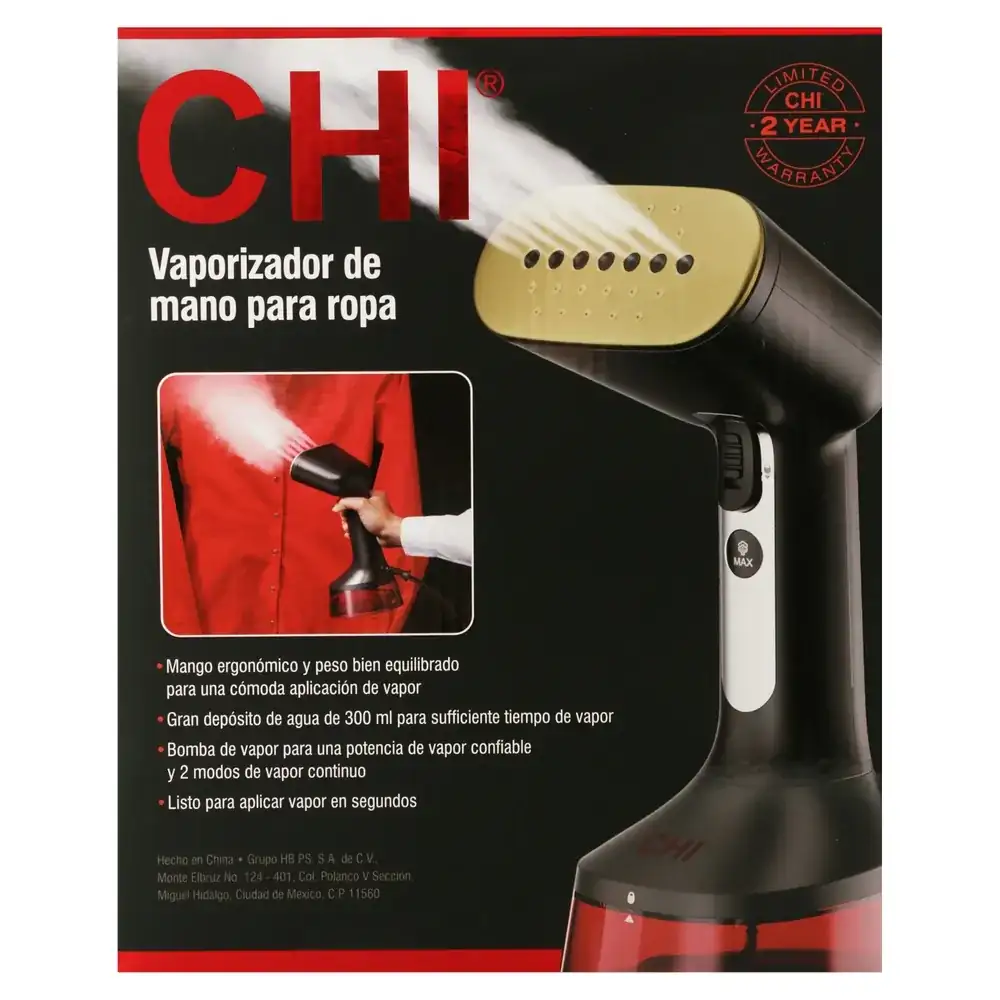 CHI®
LIMITED
CHI
· 2 YEAR ·
WARRANTY
Vaporizador de
mano para ropa
MAX
• Mango ergonómico y peso bien equilibrado
para una cómoda aplicación de vapor
• Gran depósito de agua de 300 ml para sufficiente tiempo de vapor
• Bomba de vapor para una potencia de vapor confiable
y 2 modos de vapor continuo
• Listo para aplicar vapor en segundos
CHI
Hecho en China • Grupo HB PS, S.A. de C.V.,
Monte Elbruz No. 124 - 401, Col. Polanco V Sección,
Miguel Hidalgo, Ciudad de México, C.P. 11560